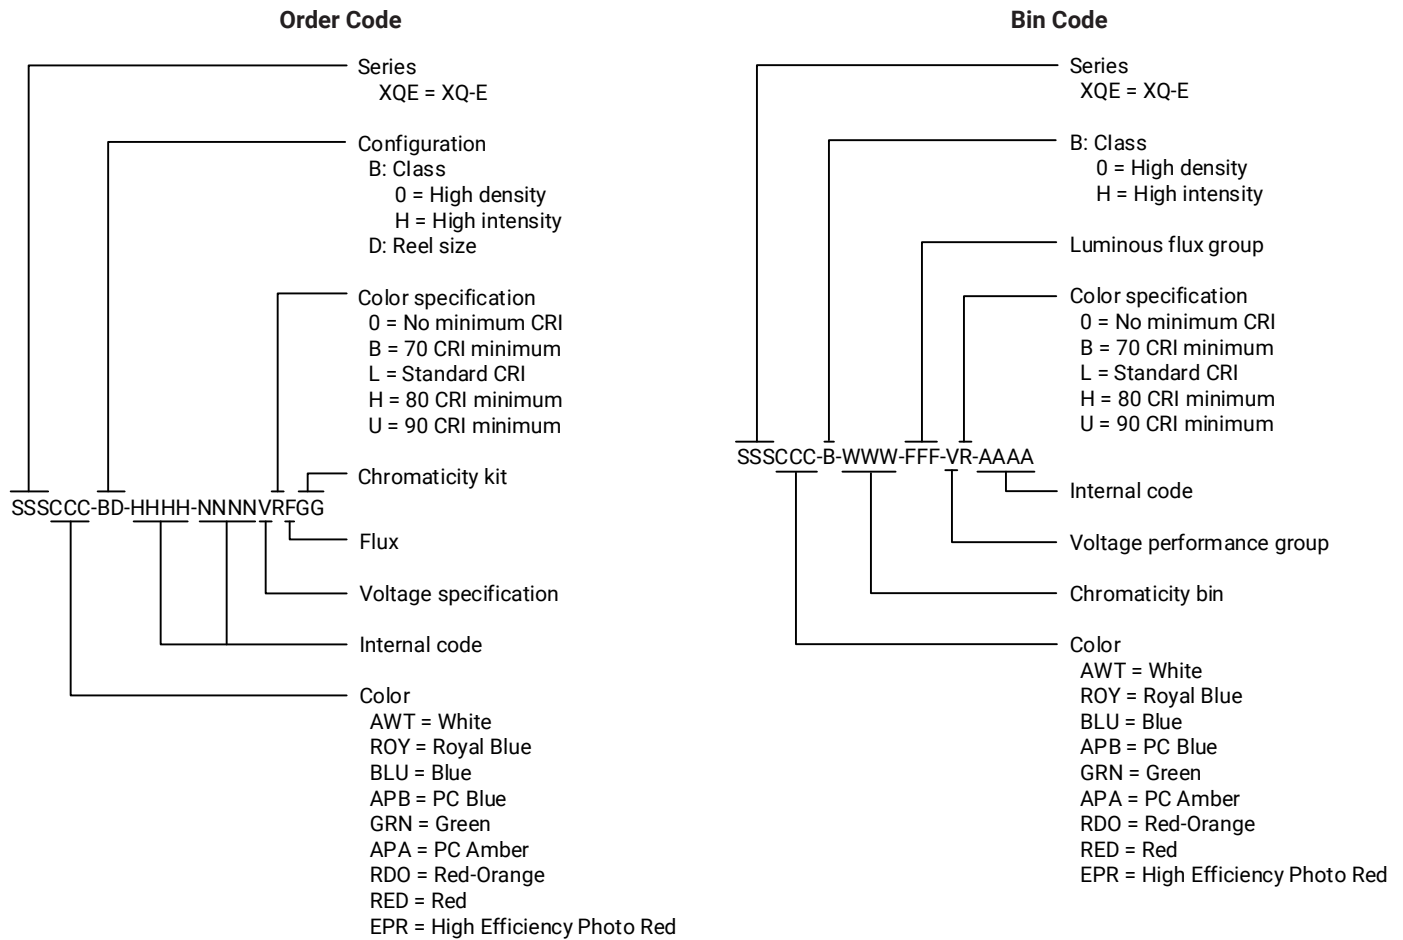 Order Code
Series
XQE = XQ-E
Configuration
B: Class
0 = High density
H = High intensity
D: Reel size
Color specification
0 = No minimum CRI
B = 70 CRI minimum
L = Standard CRI
H = 80 CRI minimum
U = 90 CRI minimum
Chromaticity kit
SSSCCC-BD-HHHH-NNNNVRFGG
Flux
Voltage specification
Internal code
Color
AWT = White
ROY = Royal Blue
BLU = Blue
APB = PC Blue
GRN = Green
APA = PC Amber
RDO = Red-Orange
RED = Red
EPR = High Efficiency Photo Red
Bin Code
Series
XQE = XQ-E
B: Class
0 = High density
H = High intensity
Luminous flux group
Color specification
0 = No minimum CRI
B = 70 CRI minimum
L = Standard CRI
H = 80 CRI minimum
U = 90 CRI minimum
SSSCCC-B-WWW-FFF-VR-AAAA
Internal code
Voltage performance group
Chromaticity bin
Color
AWT = White
ROY = Royal Blue
BLU = Blue
APB = PC Blue
GRN = Green
APA = PC Amber
RDO = Red-Orange
RED = Red
EPR = High Efficiency Photo Red